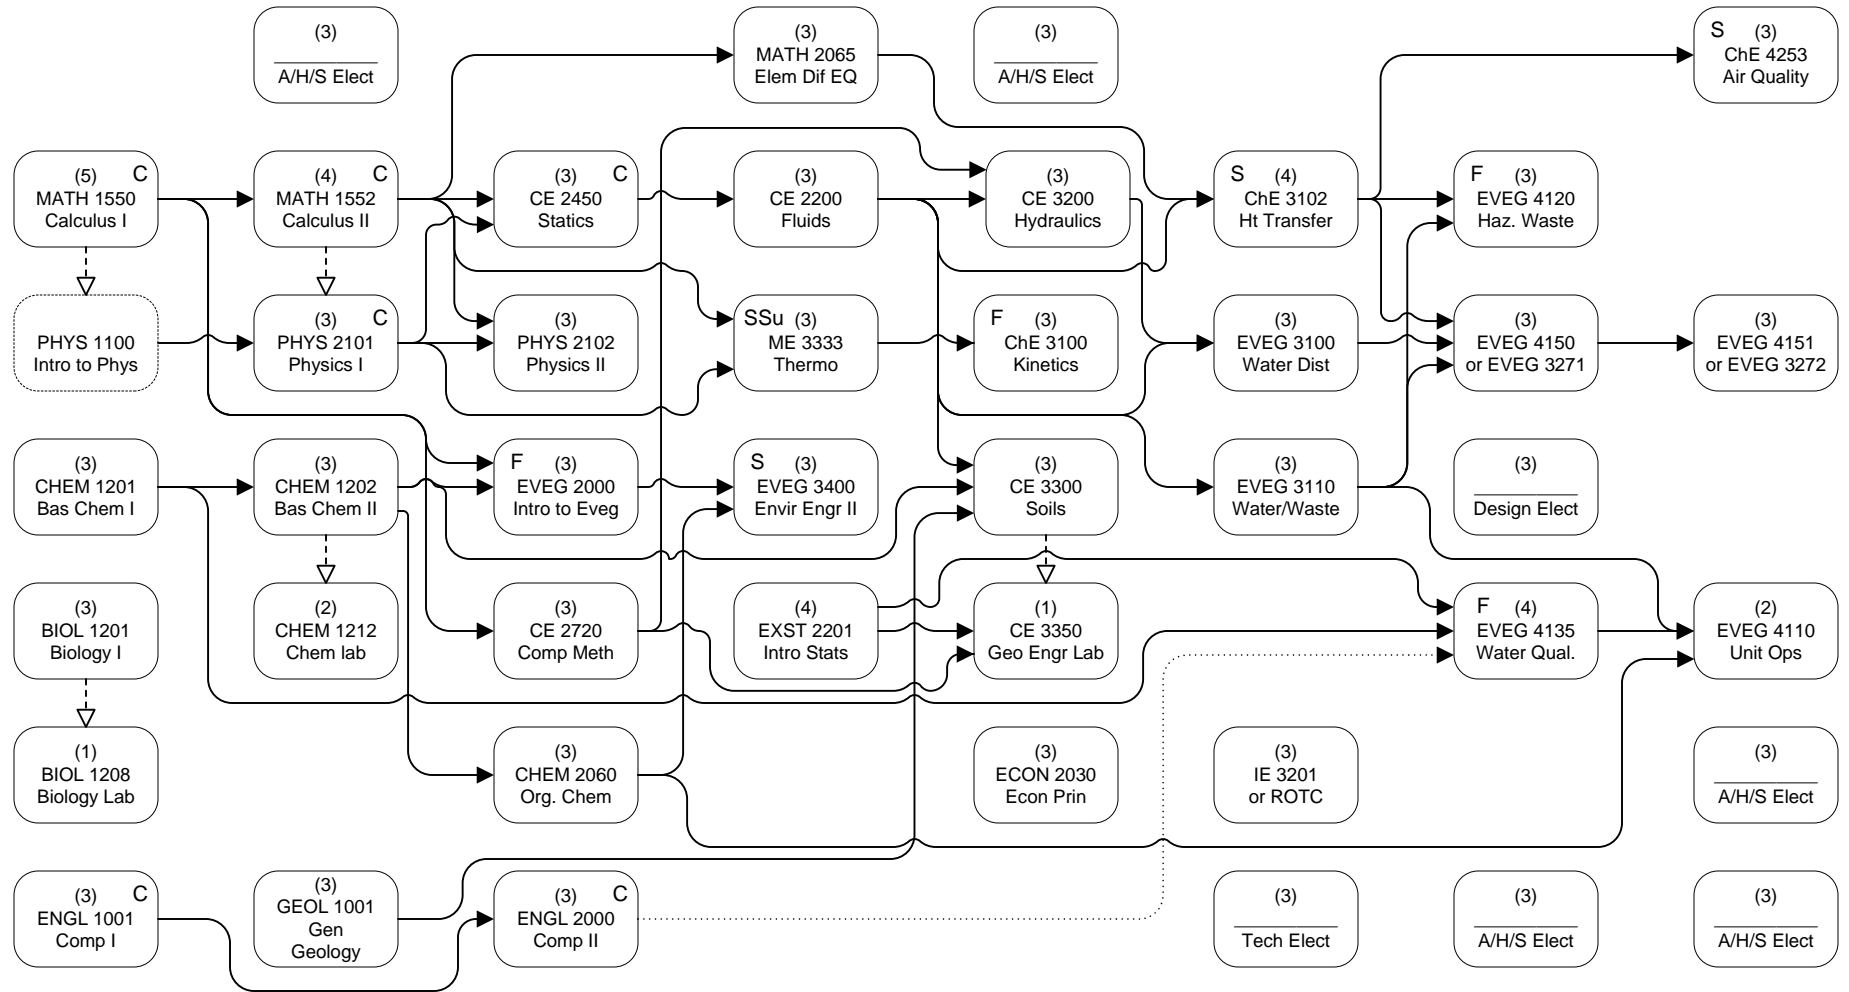 (3)
__________
A/H/S Elect
(3)
MATH 2065
Elem Dif EQ
(3)
__________
A/H/S Elect
S (3)
ChE 4253
Air Quality
(5) C
MATH 1550
Calculus I
(4) C
MATH 1552
Calculus II
(3) C
CE 2450
Statics
(3)
CE 2200
Fluids
(3)
CE 3200
Hydraulics
S (4)
ChE 3102
Ht Transfer
F (3)
EVEG 4120
Haz. Waste
PHYS 1100
Intro to Phys
(3) C
PHYS 2101
Physics I
(3)
PHYS 2102
Physics II
SSu (3)
ME 3333
Thermo
F (3)
ChE 3100
Kinetics
(3)
EVEG 3100
Water Dist
(3)
EVEG 4150
or EVEG 3271
(3)
EVEG 4151
or EVEG 3272
(3)
CHEM 1201
Bas Chem I
(3)
CHEM 1202
Bas Chem II
F (3)
EVEG 2000
Intro to Eveg
S (3)
EVEG 3400
Envir Engr II
(3)
CE 3300
Soils
(3)
EVEG 3110
Water/Waste
(3)
__________
Design Elect
(3)
BIOL 1201
Biology I
(2)
CHEM 1212
Chem lab
(3)
CE 2720
Comp Meth
(4)
EXST 2201
Intro Stats
(1)
CE 3350
Geo Engr Lab
F (4)
EVEG 4135
Water Qual.
(2)
EVEG 4110
Unit Ops
(1)
BIOL 1208
Biology Lab
(3)
CHEM 2060
Org. Chem
(3)
ECON 2030
Econ Prin
(3)
IE 3201
or ROTC
(3)
__________
A/H/S Elect
(3) C
ENGL 1001
Comp I
(3)
GEOL 1001
Gen
Geology
(3) C
ENGL 2000
Comp II
(3)
__________
Tech Elect
(3)
__________
A/H/S Elect
(3)
__________
A/H/S Elect